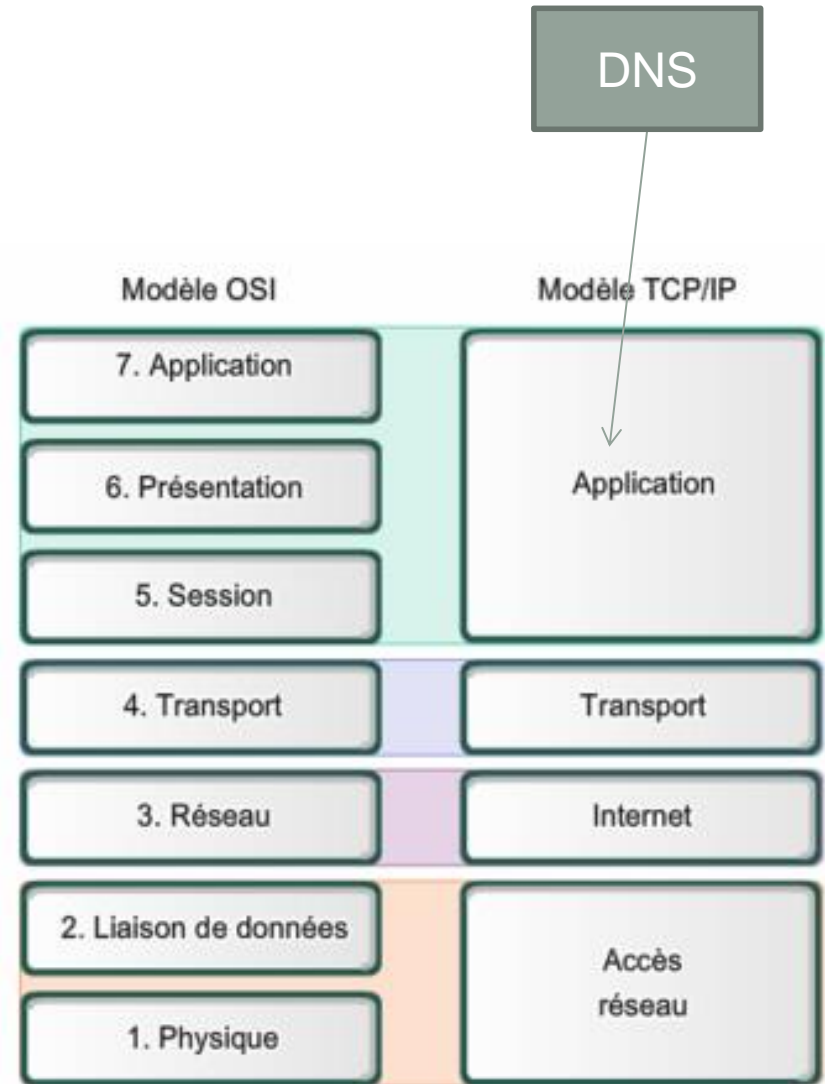 DNS
Modèle OSI
Modèle TCP/IP
7. Application
6. Présentation
5. Session
4. Transport
3. Réseau
2. Liaison de données
1. Physique
Application
Transport
Internet
Accès
réseau